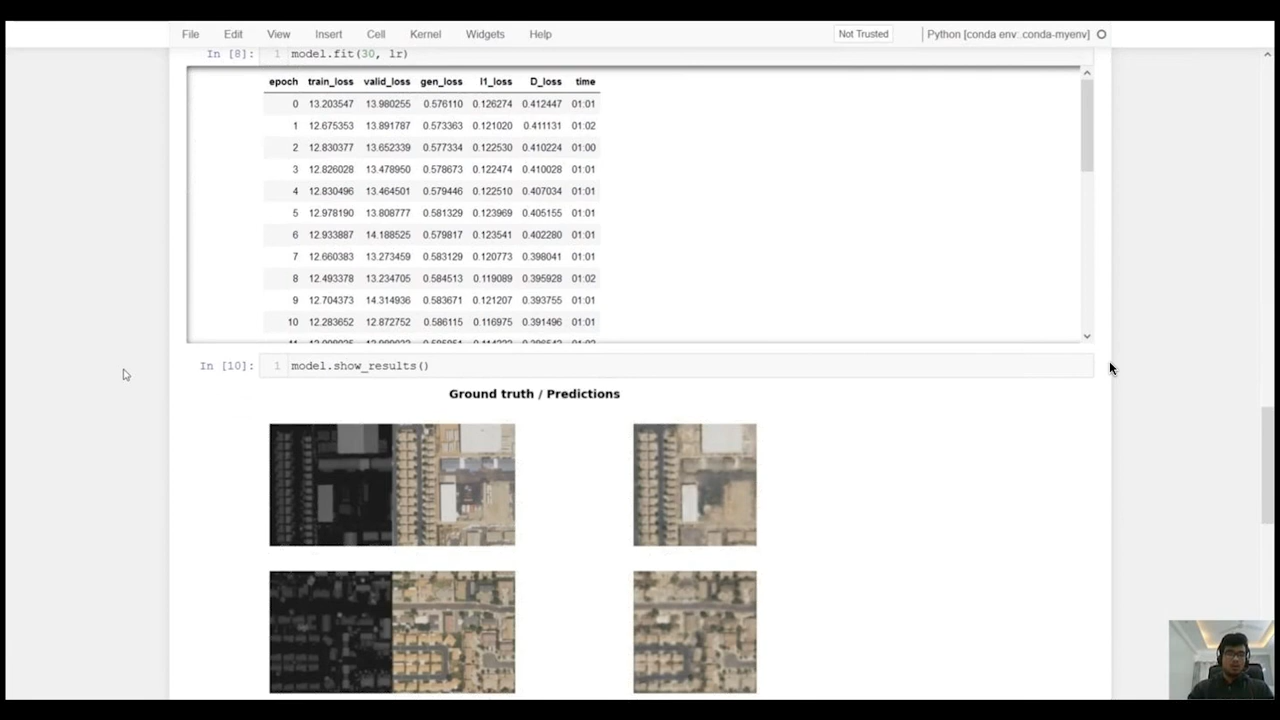 File Edit View Insert Cell Kernel Widgets Help Not Trusted Python [conda env: conda-myenv]
In [8]: 1 model.fit(30, lr)
epoch train_loss valid_loss gen_loss l1_loss D_loss time
0 13.203547 13.980255 0.576110 0.126274 0.412447 01:01
1 12.675353 13.891787 0.573363 0.121020 0.411131 01:02
2 12.830377 13.652339 0.577334 0.122530 0.410224 01:00
3 12.826028 13.478950 0.578673 0.122474 0.410028 01:01
4 12.830496 13.464501 0.579446 0.122510 0.407034 01:01
5 12.978190 13.808777 0.581329 0.123969 0.405155 01:01
6 12.933887 14.188525 0.579817 0.123541 0.402280 01:01
7 12.660383 13.273459 0.583129 0.120773 0.398041 01:01
8 12.493378 13.234705 0.584513 0.119089 0.395928 01:02
9 12.704373 14.314936 0.583671 0.121207 0.393755 01:01
10 12.283652 12.872752 0.586115 0.116975 0.391496 01:01
In [10]: 1 model.show_results()
Ground truth / Predictions